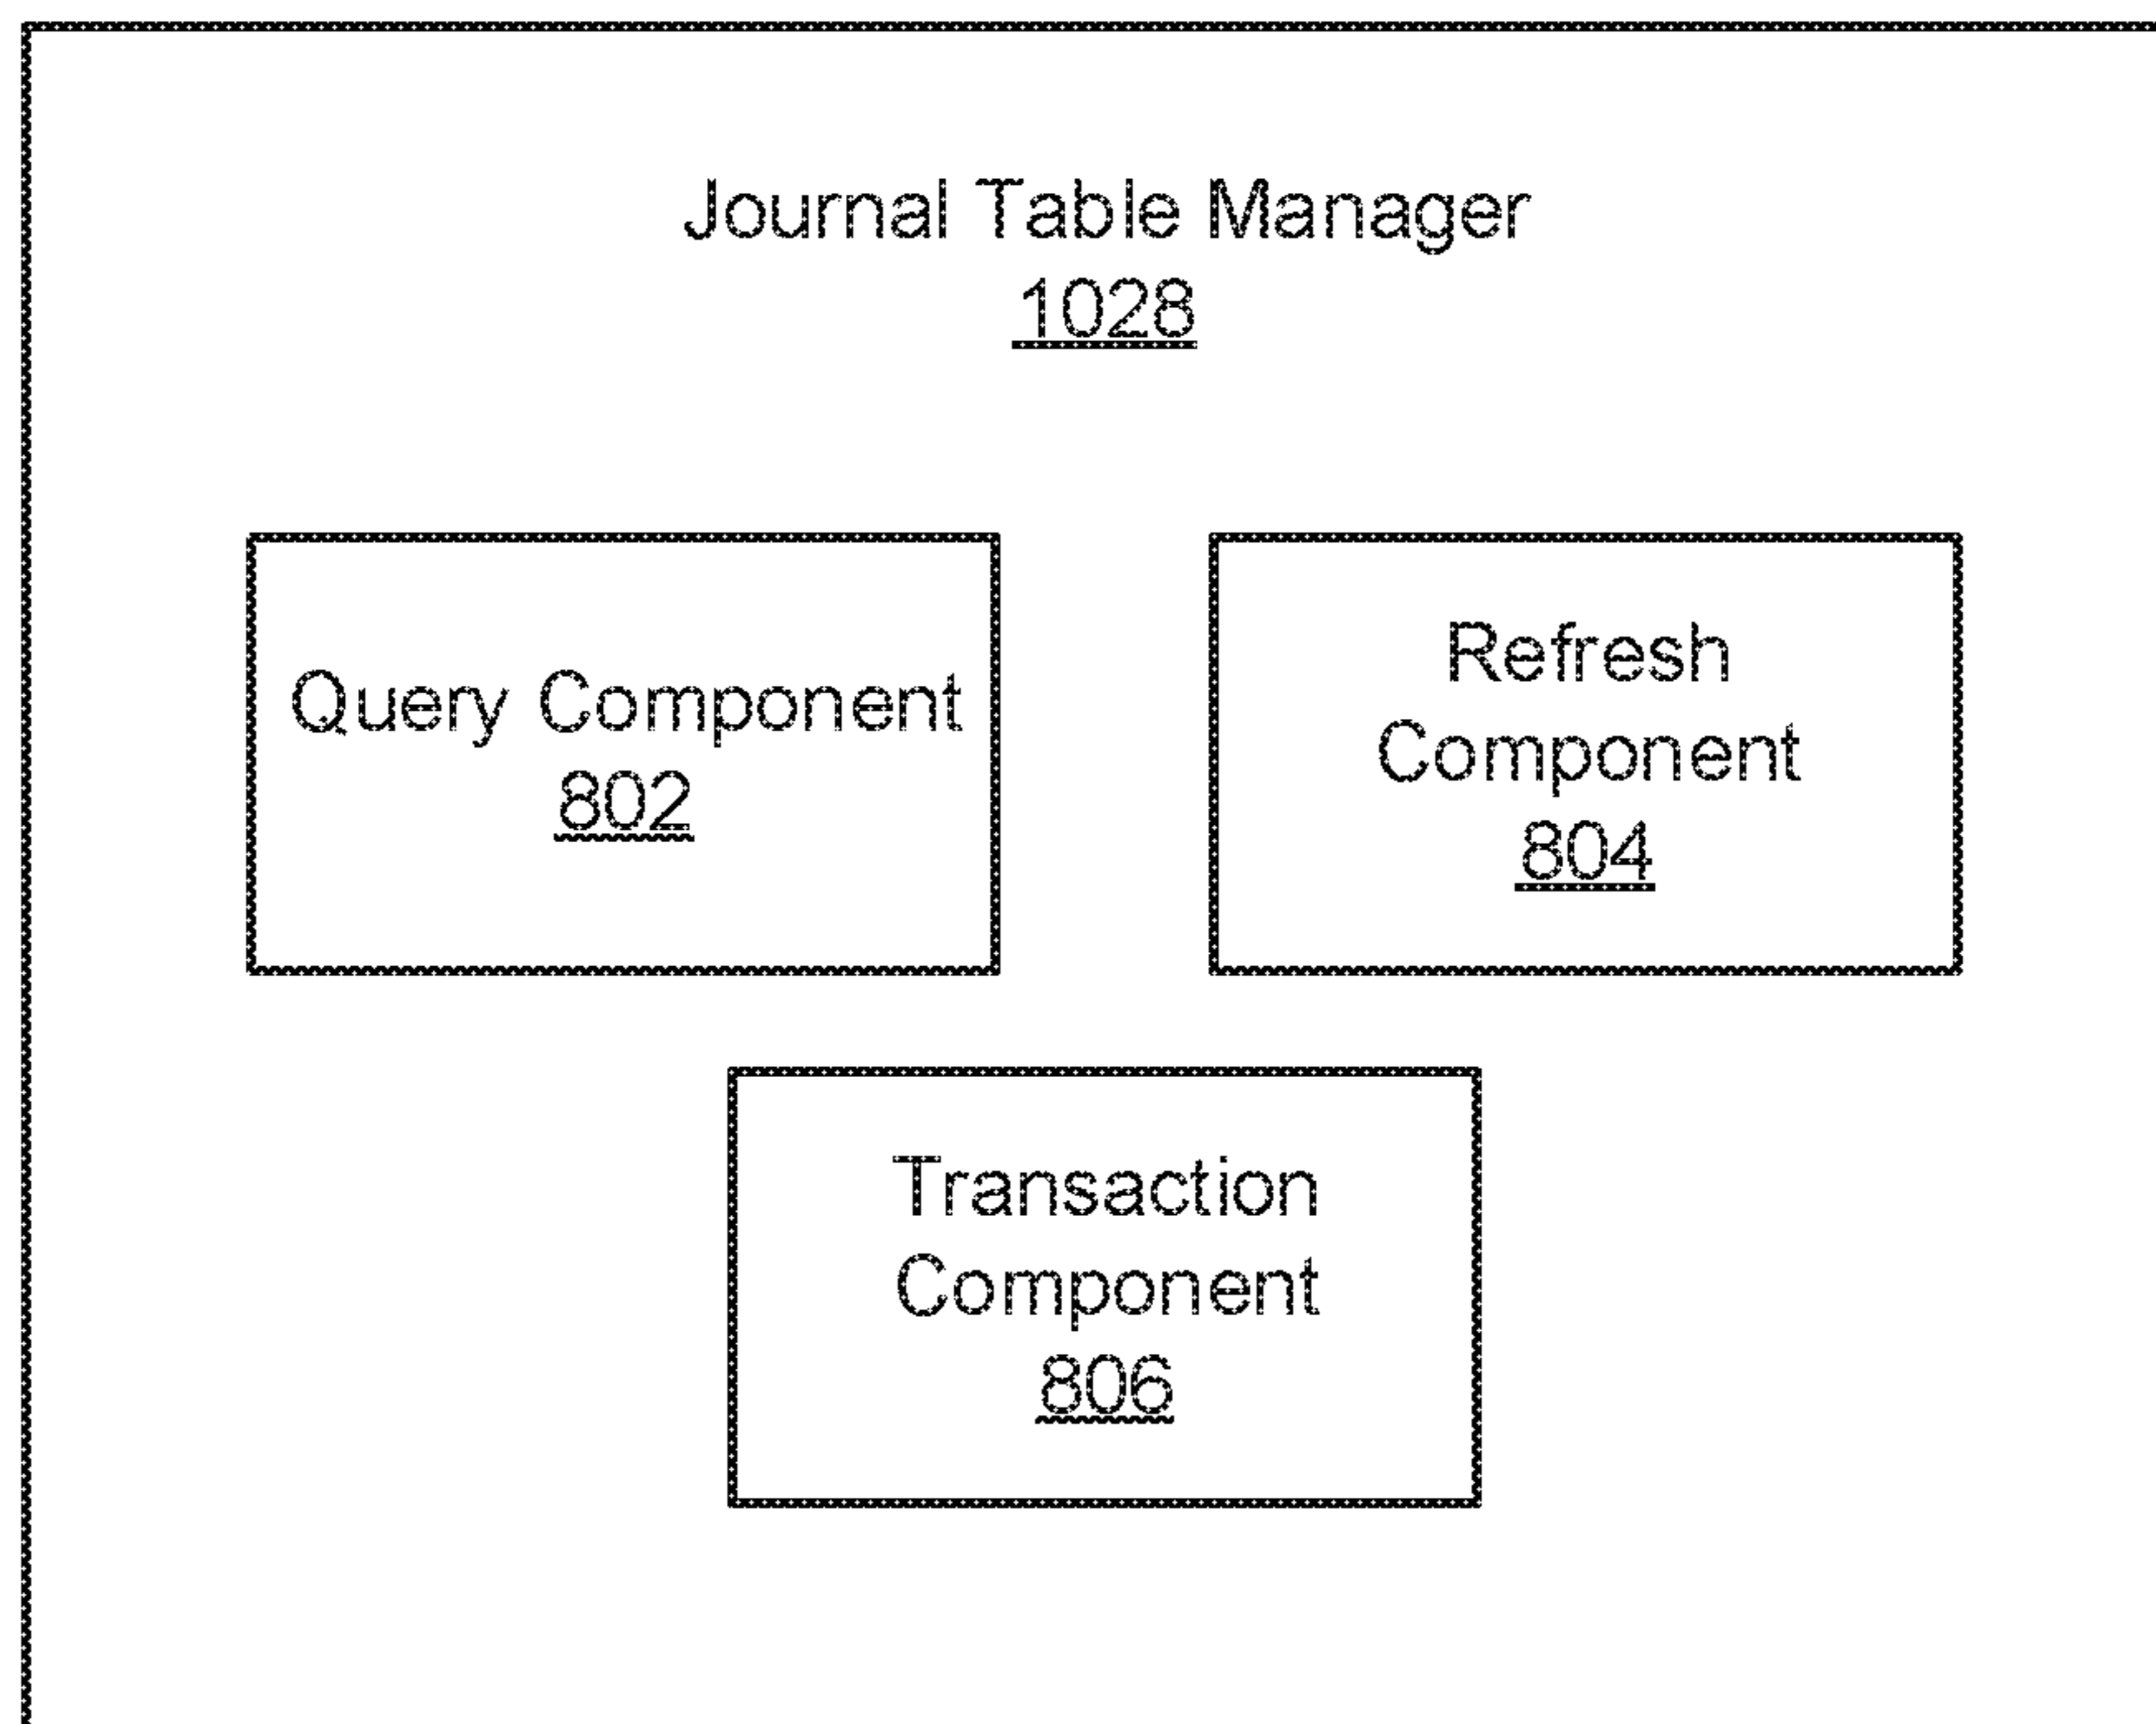 Journal Table Manager
1028
Query Component
802
Refresh
Component
804
Transaction
Component
806